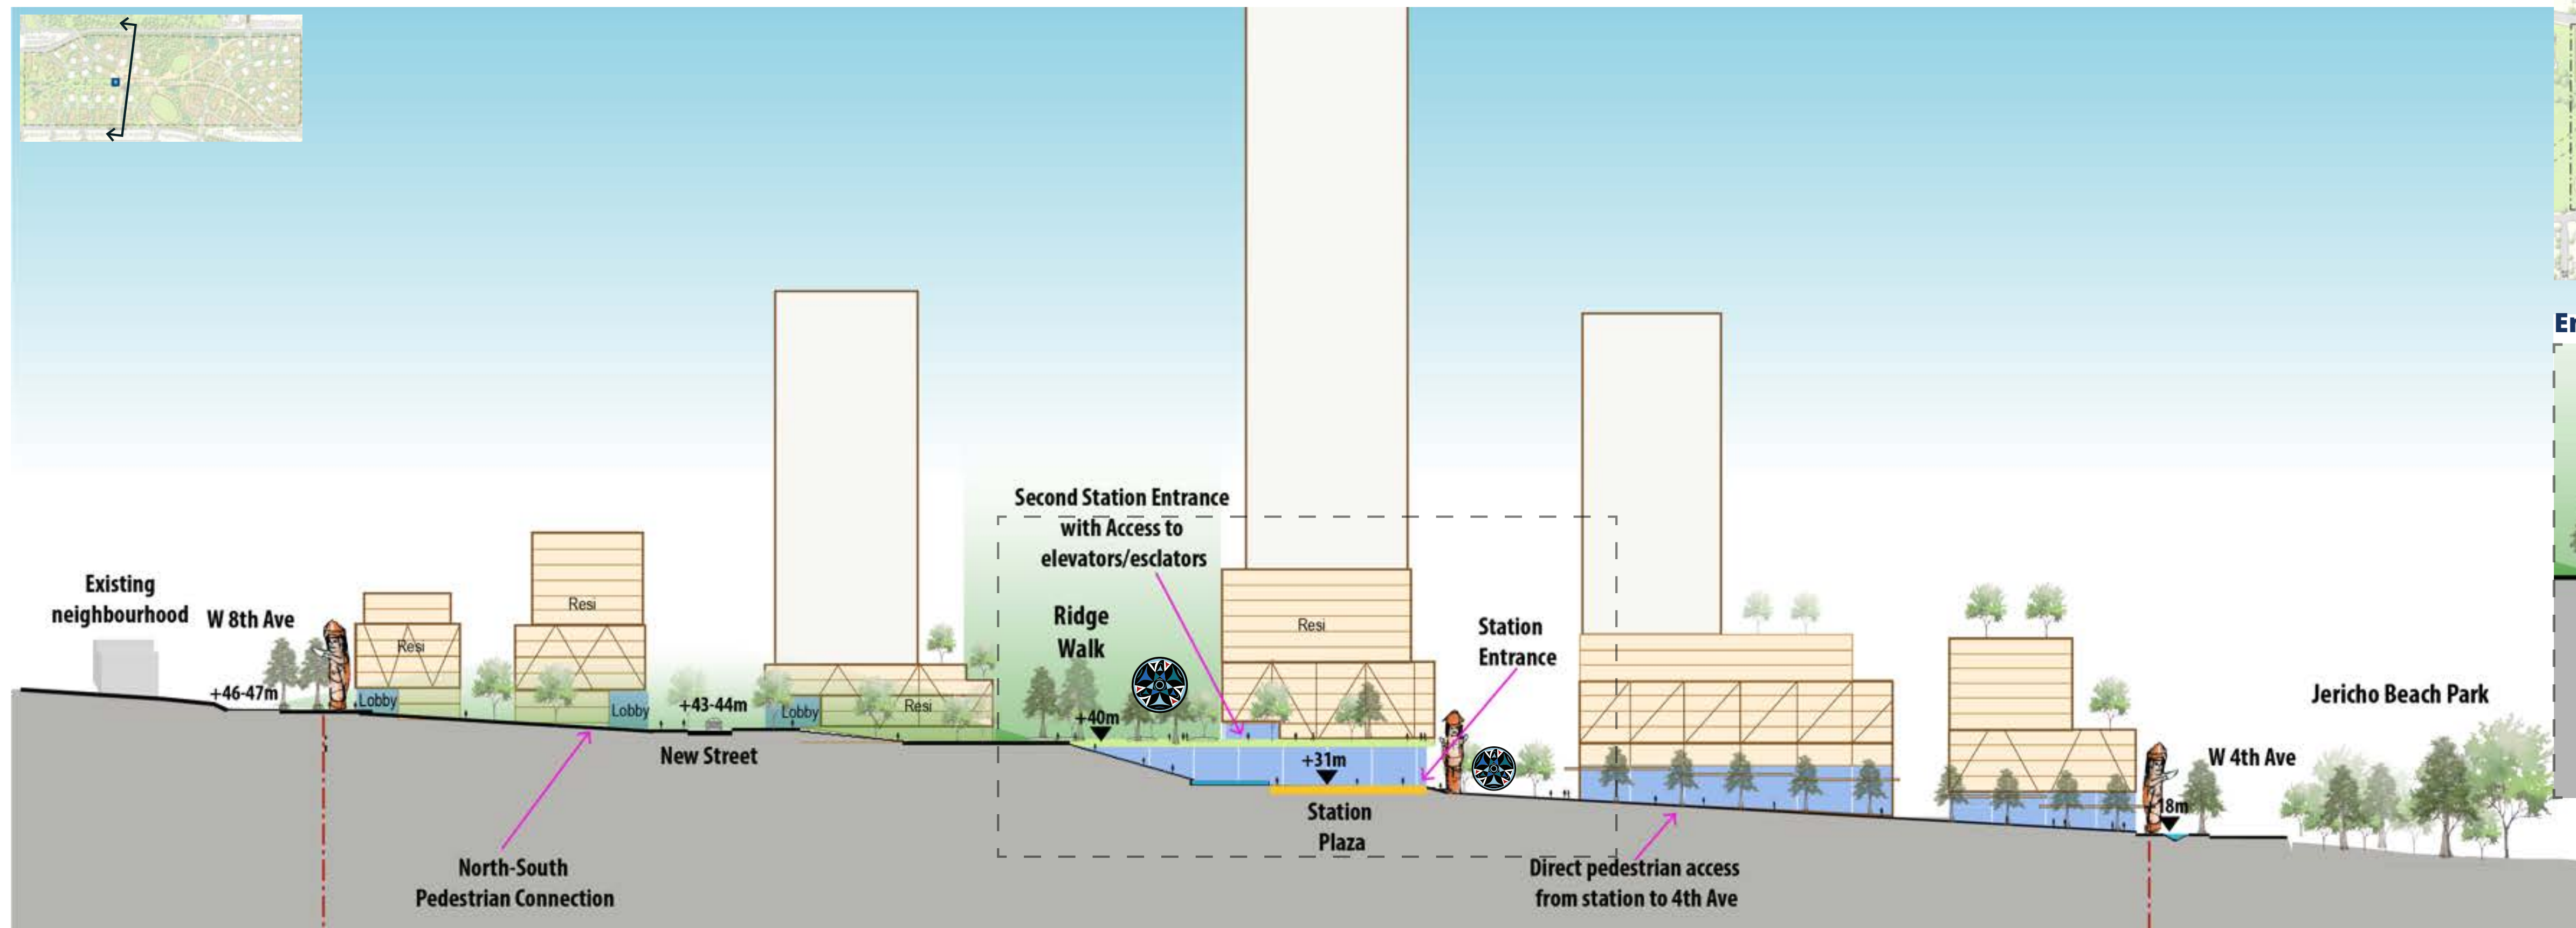 Existing
neighbourhood
W 8th Ave
+46-47m
Resi
Lobby
Resi
Lobby
North-South
Pedestrian Connection
+43-44m
New Street
Lobby
Resi
Second Station Entrance
with Access to
elevators/esclators
Ridge
Walk
+40m
Resi
+31m
Station
Plaza
Station
Entrance
Direct pedestrian access
from station to 4th Ave
W 4th Ave
18m
Jericho Beach Park